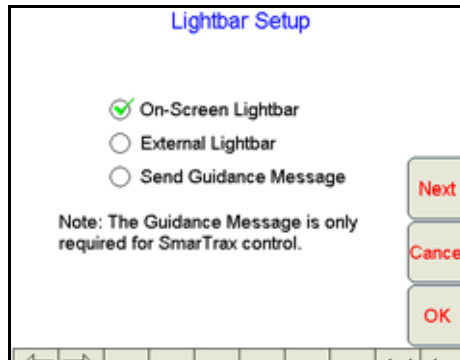 Lightbar Setup
On-Screen Lightbar
External Lightbar
Send Guidance Message
Note: The Guidance Message is only
required for SmarTrax control.
Next
Cance
OK